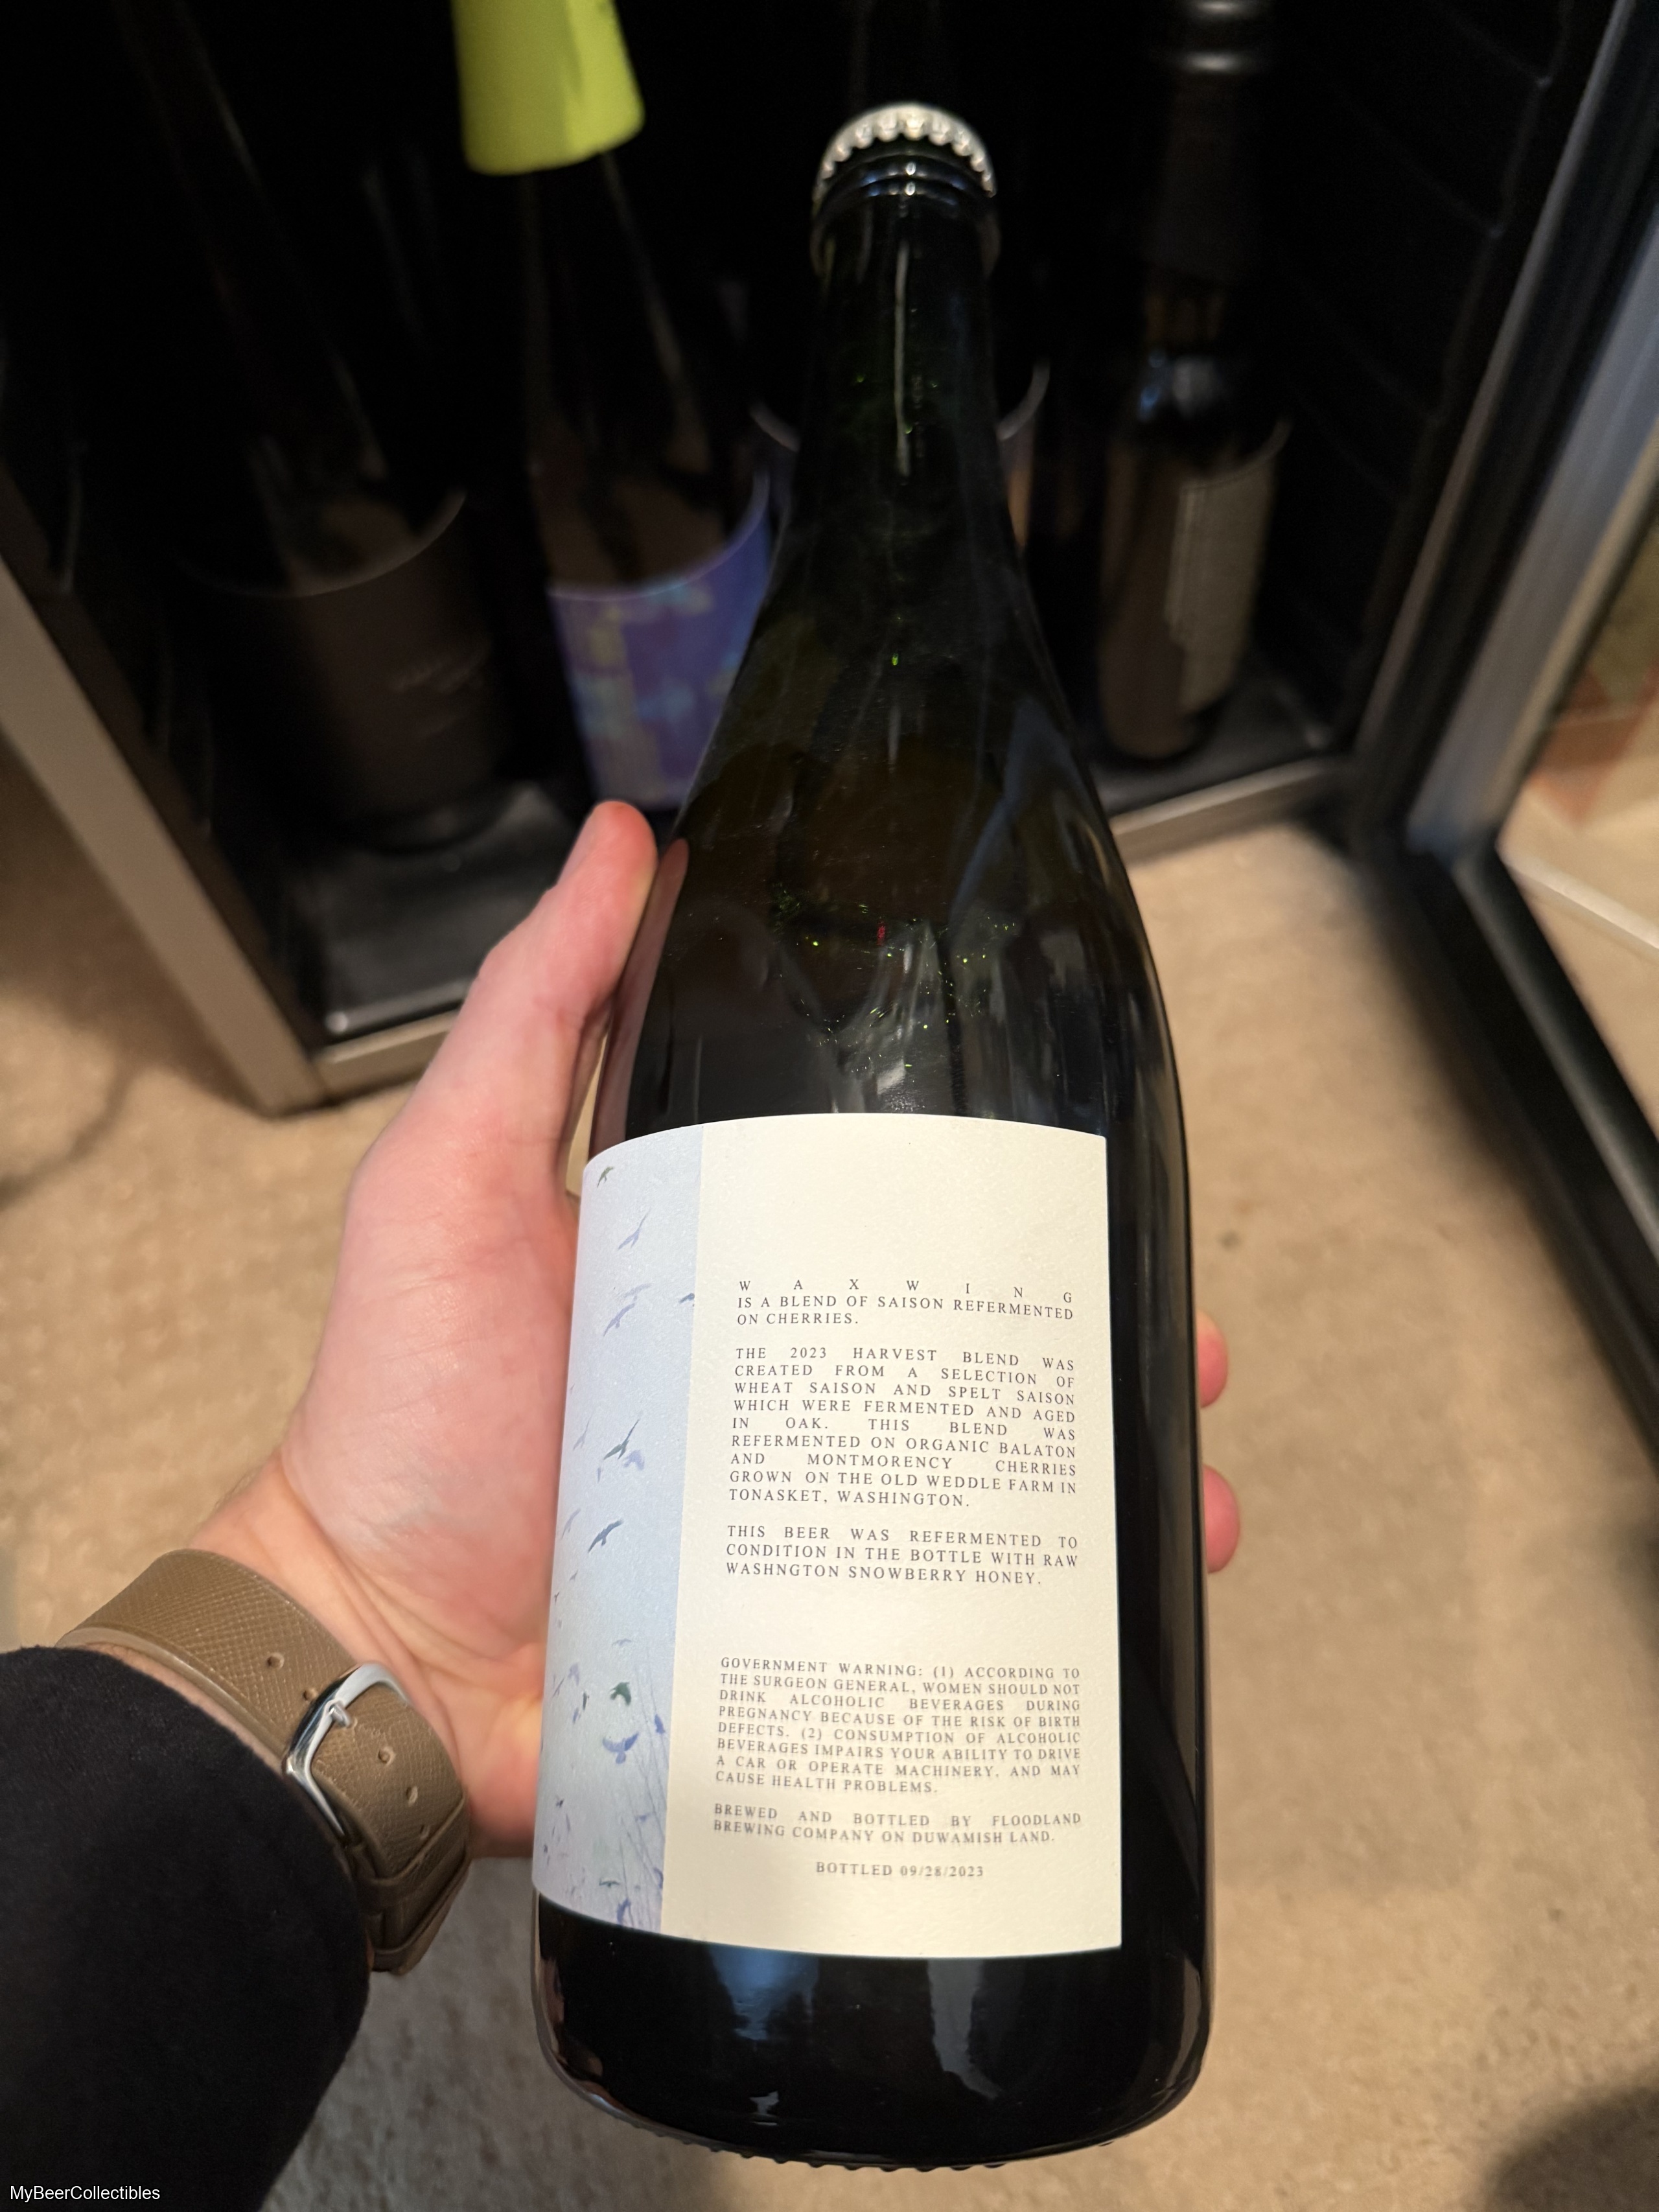 W A X W I N G
IS A BLEND OF SAISON REFERMENTED
ON CHERRIES.
THE 2023 HARVEST BLEND WAS
CREATED FROM A SELECTION OF
WHEAT SAISON AND SPELT SAISON
WHICH WERE FERMENTED AND AGED
IN OAK. THIS BLEND WAS
REFERMENTED ON ORGANIC BALATON
AND MONTMORENCY CHERRIES
GROWN ON THE OLD WEDDLE FARM IN
TONASKET, WASHINGTON.
THIS BEER WAS REFERMENTED TO
CONDITION IN THE BOTTLE WITH RAW
WASHNGTON SNOWBERRY HONEY.
GOVERNMENT WARNING: (1) ACCORDING TO
THE SURGEON GENERAL, WOMEN SHOULD NOT
DRINK ALCOHOLIC BEVERAGES DURING
PREGNANCY BECAUSE OF THE RISK OF BIRTH
DEFECTS. (2) CONSUMPTION OF ALCOHOLIC
BEVERAGES IMPAIRS YOUR ABILITY TO DRIVE
A CAR OR OPERATE MACHINERY, AND MAY
CAUSE HEALTH PROBLEMS.
BREWED AND BOTTLED BY FLOODLAND
BREWING COMPANY ON DUWAMISH LAND.
BOTTLED 09/28/2023
MyBeerCollectibles